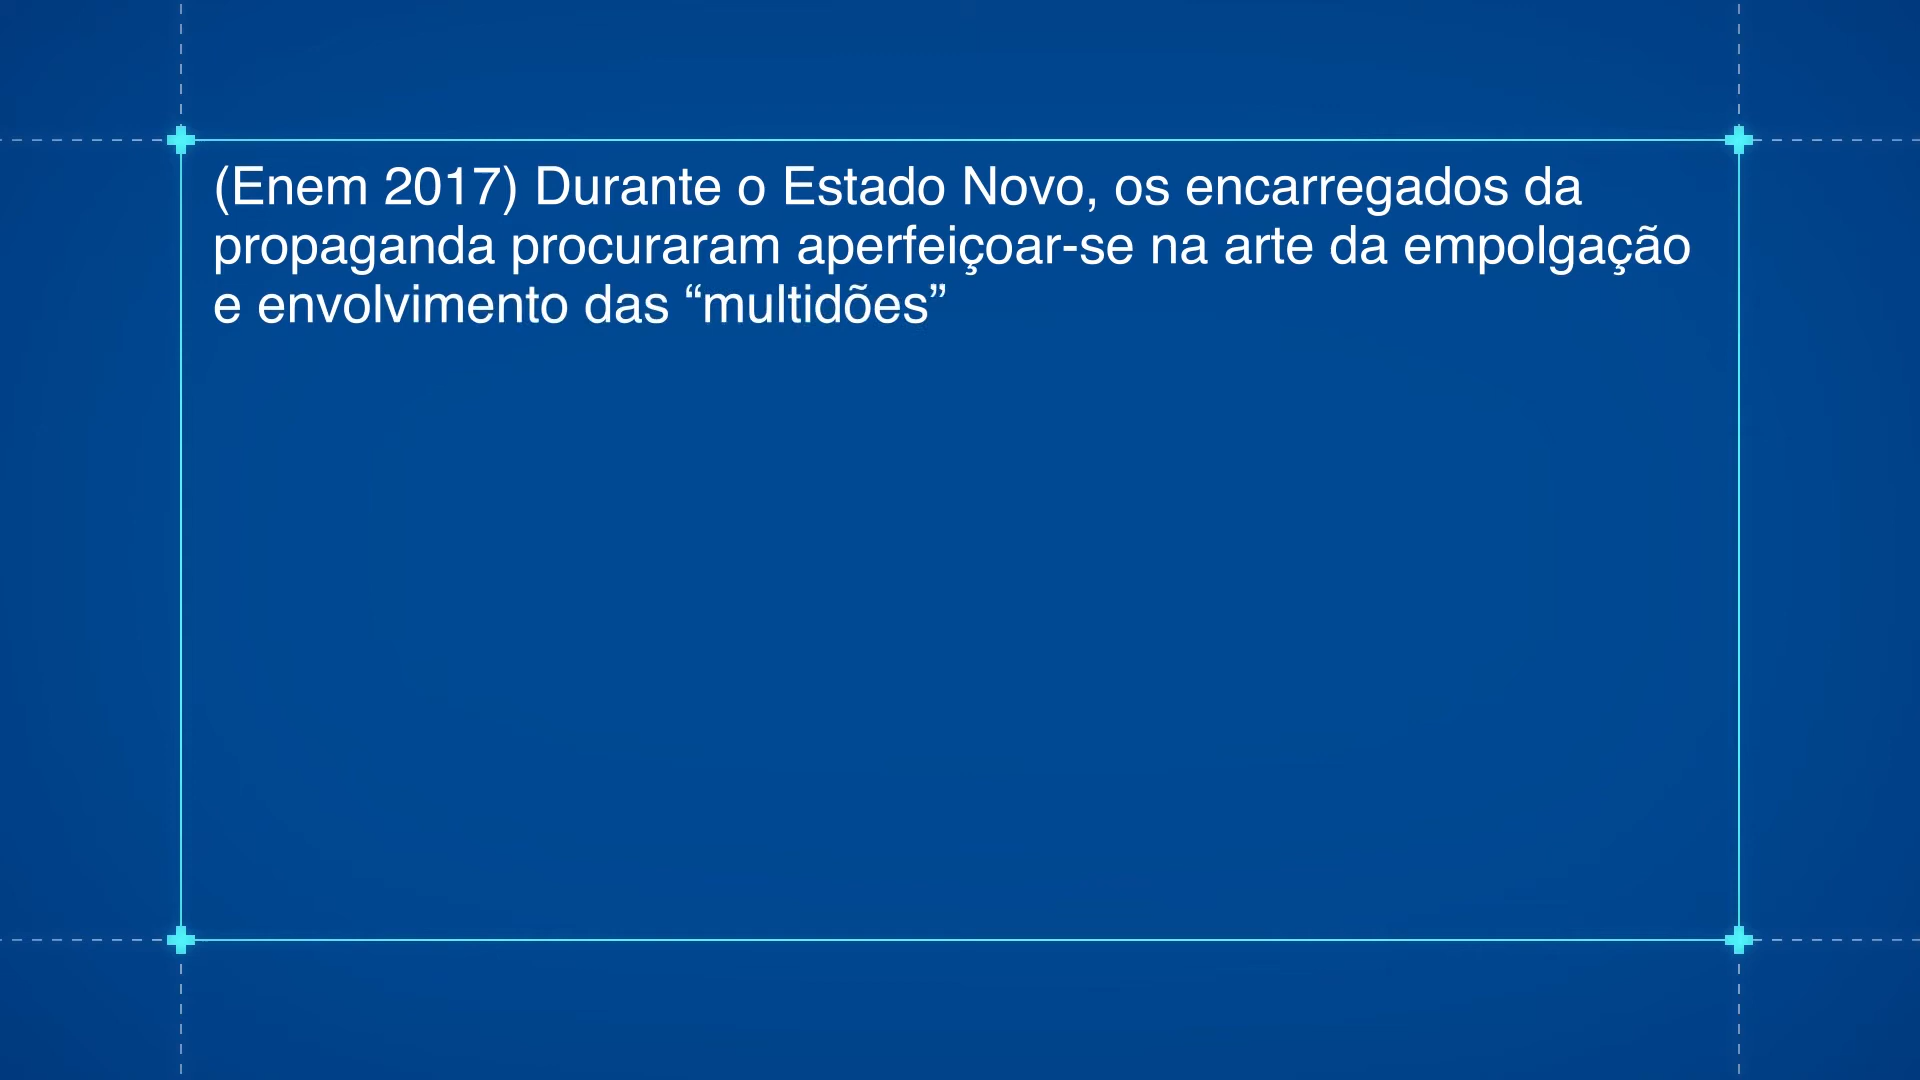 (Enem 2017) Durante o Estado Novo, os encarregados da
propaganda procuraram aperfeiçoar-se na arte da empolgação
e envolvimento das “multidões”